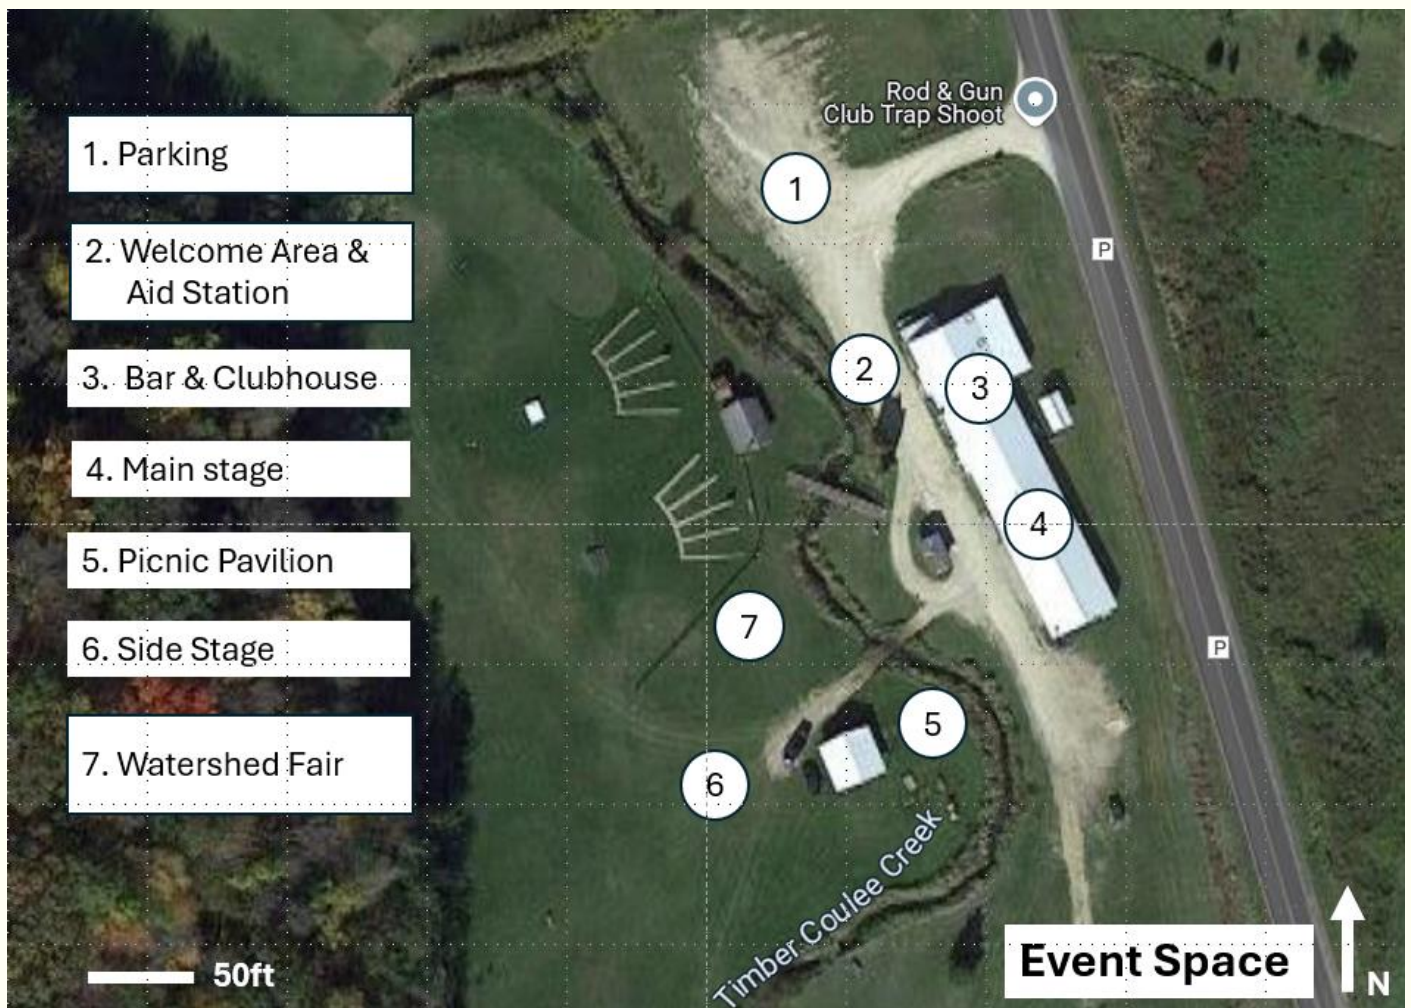 Rod & Gun
Club Trap Shoot
1. Parking
1
2. Welcome Area &
Aid Station
P
3. Bar & Clubhouse
2
3
4. Main stage
4
5. Picnic Pavilion
7
6. Side Stage
P
5
7. Watershed Fair
6
Timber Coulee Creek
50ft
Event Space
N